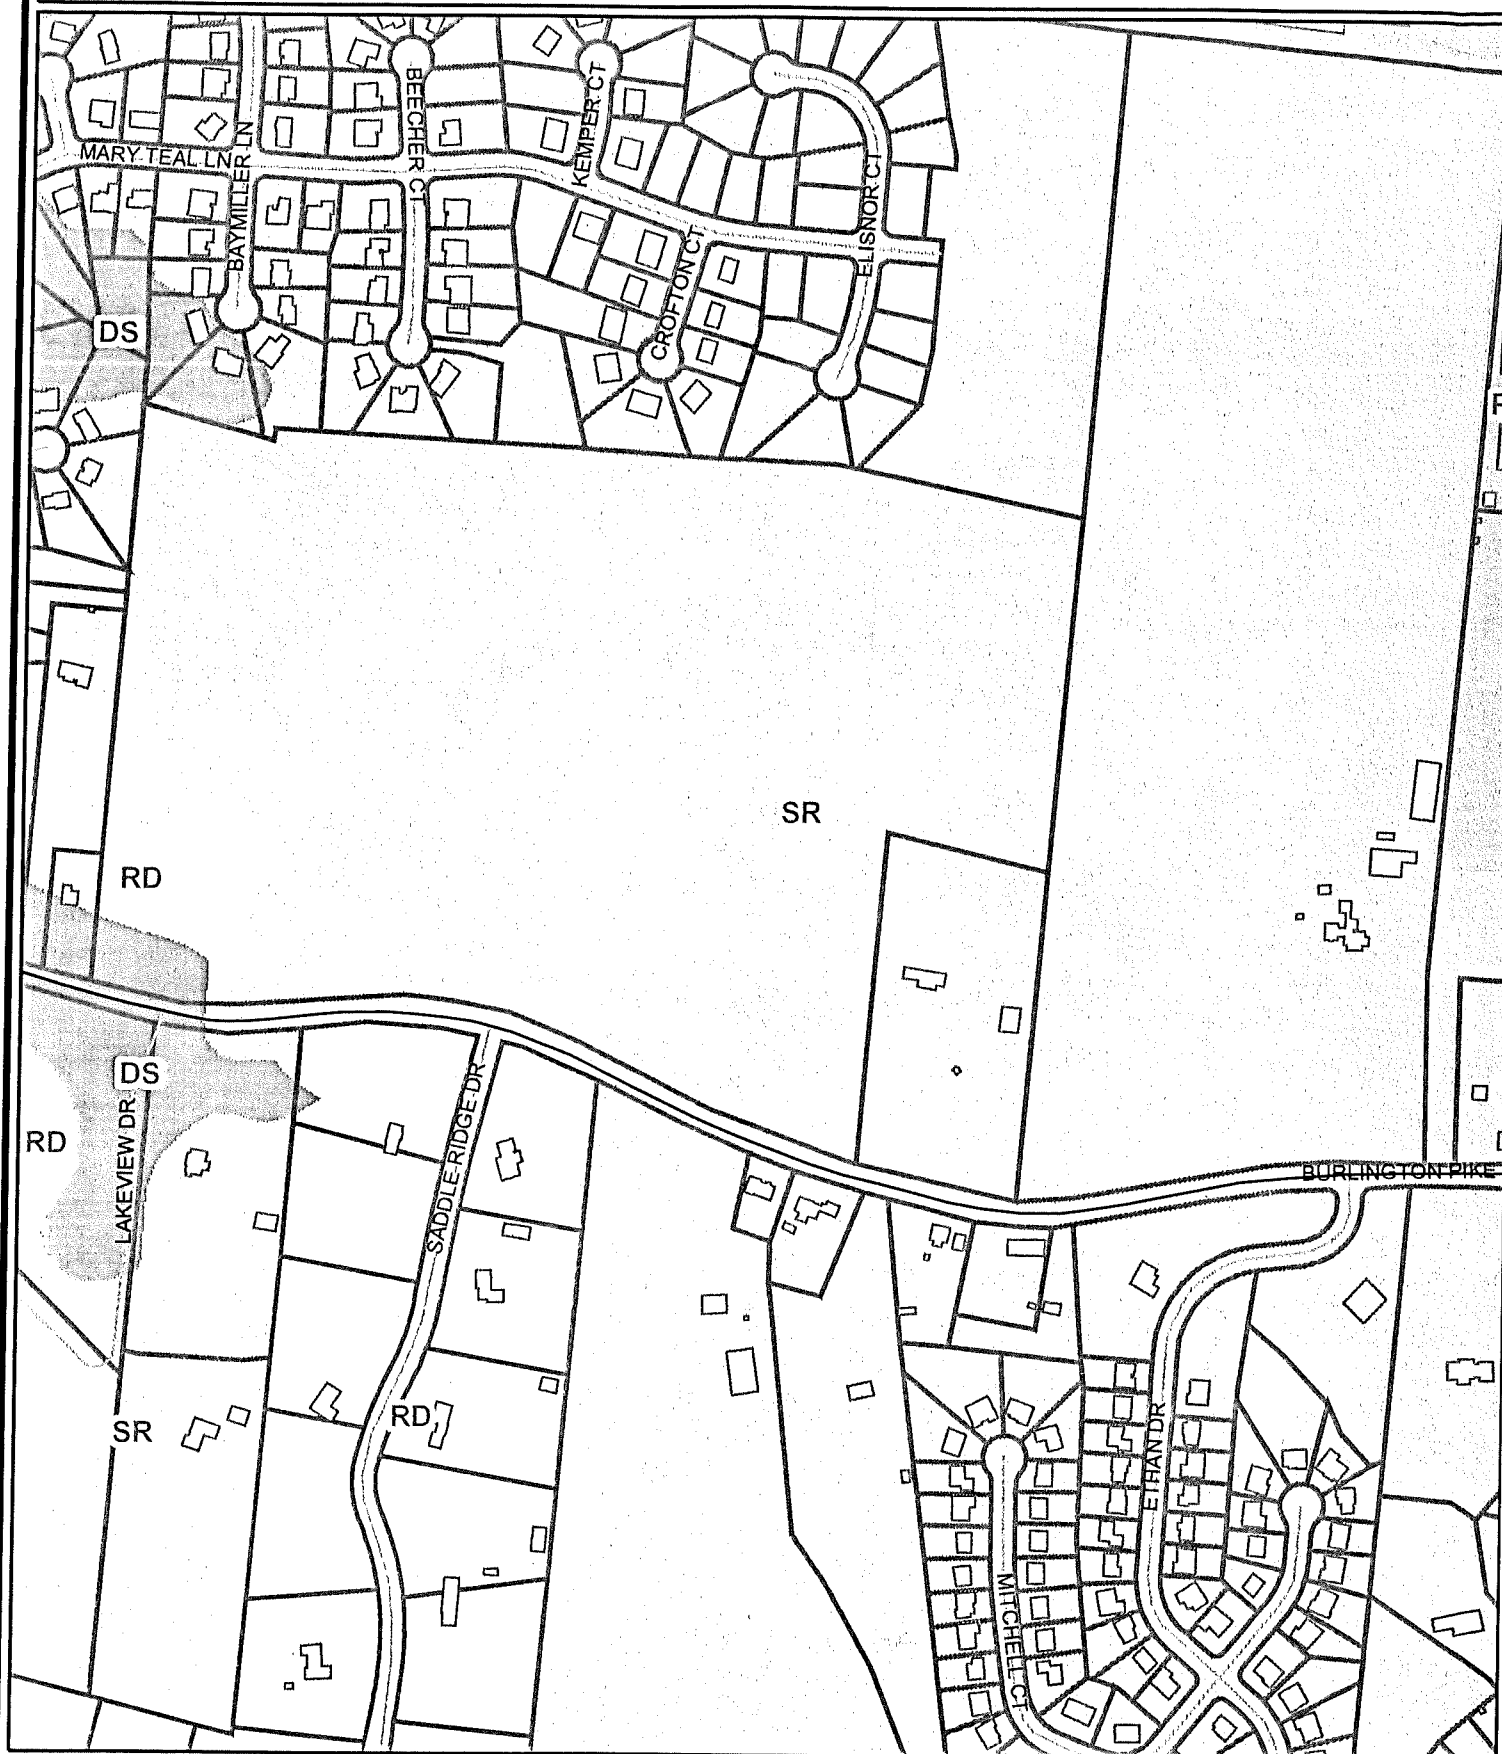 BEECHER CT
KEMPER CT
MARY TEAL LN
BAYMILLER LN
ELISNOR CT
CROFTON CT
DS
SR
RD
DS
LAKEVIEW DR
RD
SADDLE RIDGE DR
BURLINGTON PIKE
SR
RD
ETHAN DR
MITCHELL CT